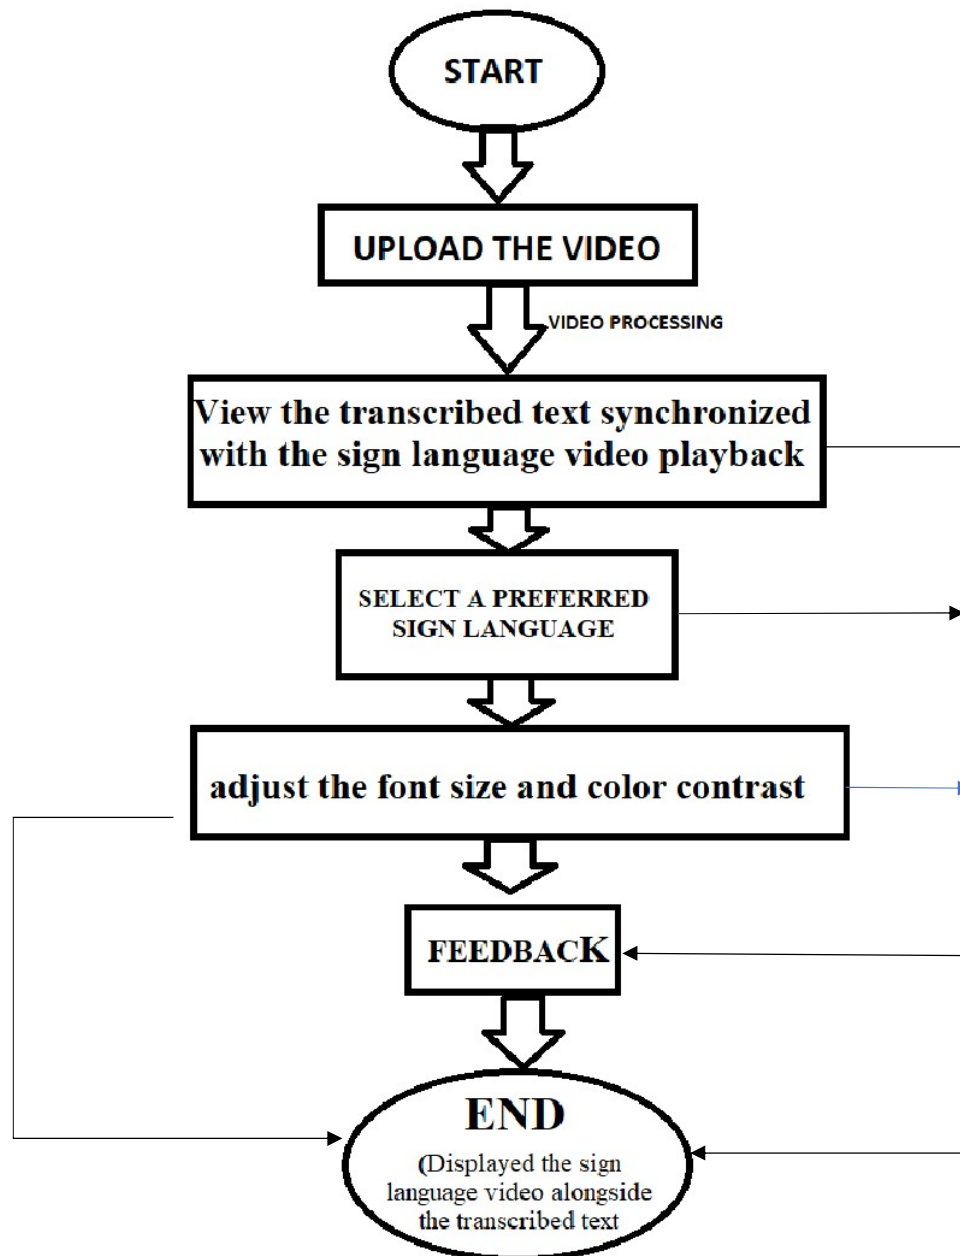 START
UPLOAD THE VIDEO
VIDEO PROCESSING
View the transcribed text synchronized
with the sign language video playback
SELECT A PREFERRED
SIGN LANGUAGE
adjust the font size and color contrast
FEEDBACK
END
(Displayed the sign
language video alongside
the transcribed text